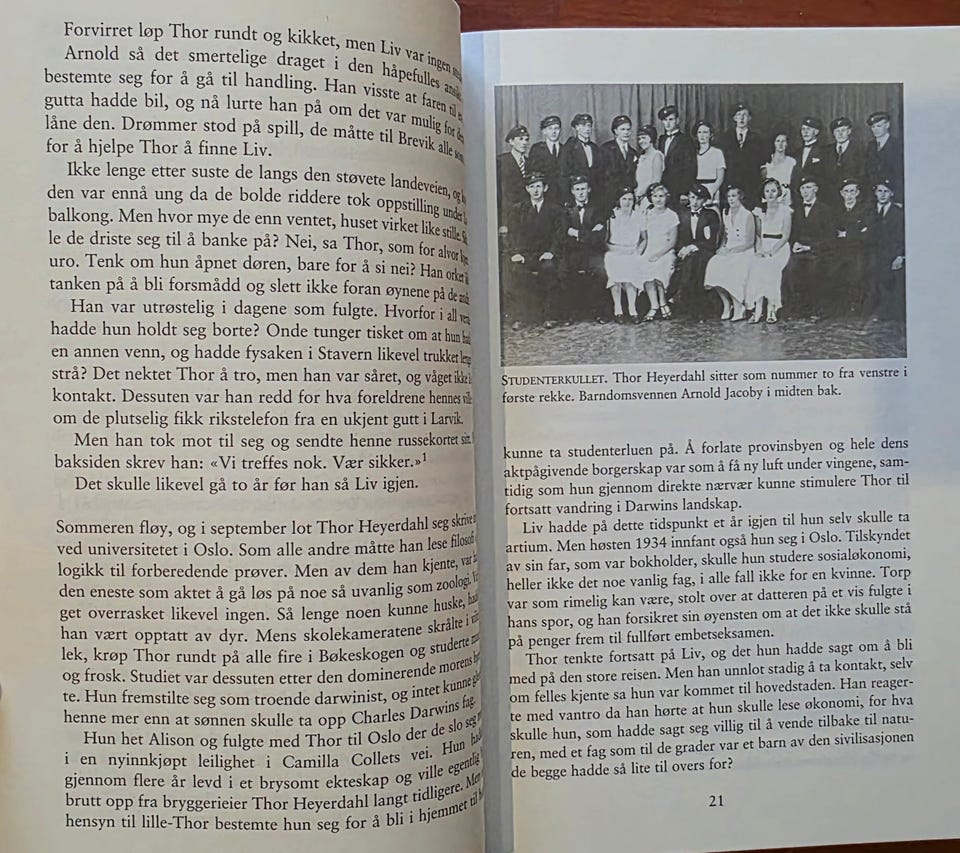 Forvirret løp Thor rundt og kikket, men Liv var ingen
Arnold så det smertelige draget i den håpefulles
bestemte seg for å gå til handling. Han visste at faren til
gutta hadde bil, og nå lurte han på om det var mulig for
låne den. Drømmer stod på spill, de måtte til Brevik alle
for å hjelpe Thor å finne Liv.
Ikke lenge etter suste de langs den støvete landeveien, og
den var ennå ung da de bolde riddere tok oppstilling under
balkong. Men hvor mye de enn ventet, huset virket like stille.
le de driste seg til å banke på? Nei, sa Thor, som for alvor
uro. Tenk om hun åpnet døren, bare for å si nei? Han orket
tanken på å bli forsmådd og slett ikke foran øynene på de
Han var utrøstelig i dagene som fulgte. Hvorfor i all
hadde hun holdt seg borte? Onde tunger tisket om at hun
en annen venn, og hadde fysaken i Stavern likevel trukket
strå? Det nektet Thor å tro, men han var såret, og våget ikke
kontakt. Dessuten var han redd for hva foreldrene hennes
om de plutselig fikk rikstelefon fra en ukjent gutt i Larvik.
Men han tok mot til seg og sendte henne russekortet
baksiden skrev han: «Vi treffes nok. Vær sikker.»¹
Det skulle likevel gå to år før han så Liv igjen.
Sommeren fløy, og i september lot Thor Heyerdahl seg
ved universitetet i Oslo. Som alle andre måtte han lese
logikk til forberedende prøver. Men av dem han kjente, var
den eneste som aktet å gå løs på noe så uvanlig som zoologi.
get overrasket likevel ingen. Så lenge noen kunne huske,
han vært opptatt av dyr. Mens skolekameratene skrålte i
lek, krøp Thor rundt på alle fire i Bøkeskogen og studerte
og frosk. Studiet var dessuten etter den dominerende morens
te. Hun fremstilte seg som troende darwinist, og intet kunne
henne mer enn at sønnen skulle ta opp Charles Darwins fag.
Hun het Alison og fulgte med Thor til Oslo der de slo seg
i en nyinnkjøpt leilighet i Camilla Collets vei. Hun
gjennom flere år levd i et brysomt ekteskap og ville egentlig
brutt opp fra bryggerieier Thor Heyerdahl langt tidligere. Men
hensyn til lille-Thor bestemte hun seg for å bli i hjemmet til
STUDENTERKULLET. Thor Heyerdahl sitter som nummer to fra venstre i
første rekke. Barndomsvennen Arnold Jacoby i midten bak.
kunne ta studenterluen på. Å forlate provinsbyen og hele dens
aktpågivende borgerskap var som å få ny luft under vingene, sam-
tidig som hun gjennom direkte nærvær kunne stimulere Thor til
fortsatt vandring i Darwins landskap.
Liv hadde på dette tidspunkt et år igjen til hun selv skulle ta
artium. Men høsten 1934 innfant også hun seg i Oslo. Tilskyndet
av sin far, som var bokholder, skulle hun studere sosialøkonomi,
heller ikke det noe vanlig fag, i alle fall ikke for en kvinne. Torp
var som rimelig kan være, stolt over at datteren på et vis fulgte i
hans spor, og han forsikret sin øyensten om at det ikke skulle stå
på penger frem til fullført embetseksamen.
Thor tenkte fortsatt på Liv, og det hun hadde sagt om å bli
med på den store reisen. Men han unnlot stadig å ta kontakt, selv
om felles kjente sa hun var kommet til hovedstaden. Han reager-
te med vantro da han hørte at hun skulle lese økonomi, for hva
skulle hun, som hadde sagt seg villig til å vende tilbake til natu-
ren, med et fag som til de grader var et barn av den sivilisasjonen
de begge hadde så lite til overs for?
21